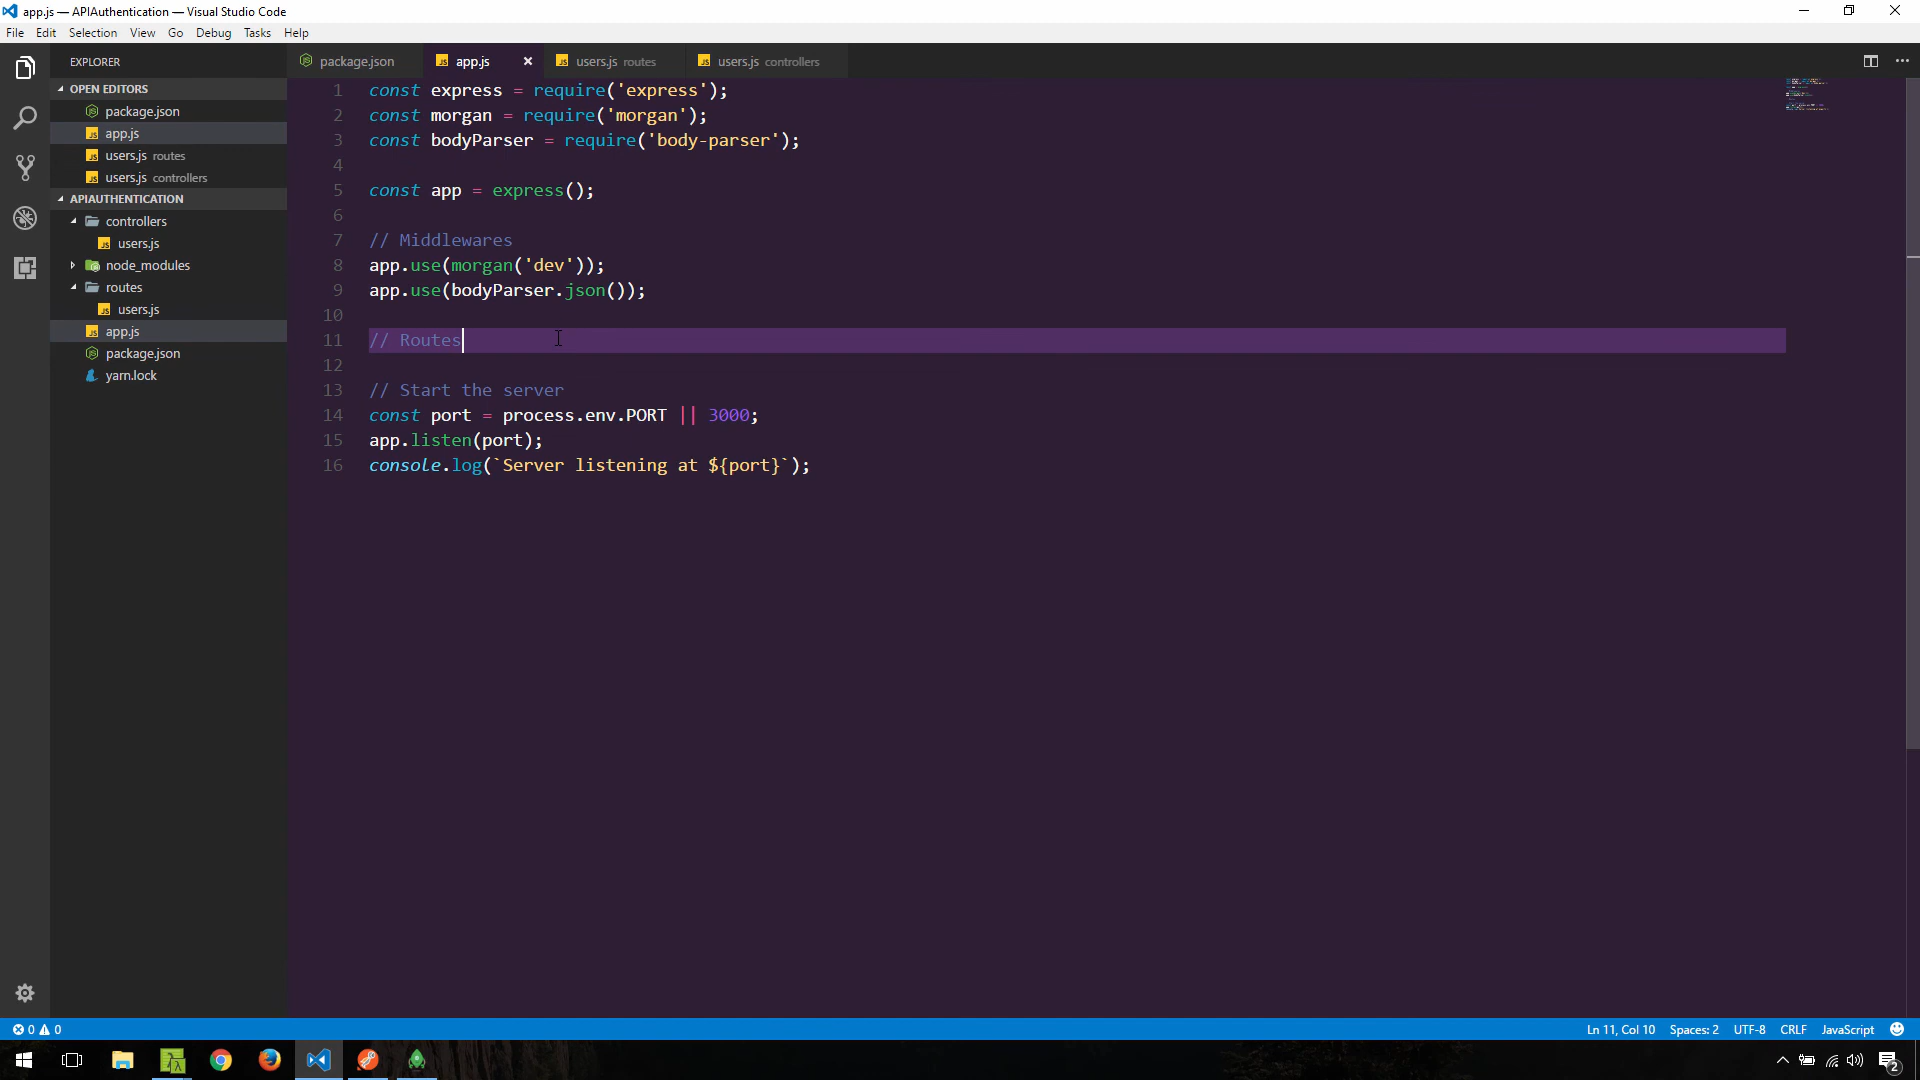 app.js — APIAuthentication — Visual Studio Code
File Edit Selection View Go Debug Tasks Help
EXPLORER
OPEN EDITORS
package.json
app.js
users.js routes
users.js controllers
APIAUTHENTICATION
controllers
users.js
node_modules
routes
users.js
app.js
package.json
yarn.lock
package.json app.js × users.js routes users.js controllers
1 const express = require('express');
2 const morgan = require('morgan');
3 const bodyParser = require('body-parser');
4
5 const app = express();
6
7 // Middlewares
8 app.use(morgan('dev'));
9 app.use(bodyParser.json());
10
11 // Routes
12
13 // Start the server
14 const port = process.env.PORT || 3000;
15 app.listen(port);
16 console.log(`Server listening at ${port}`);
0 0 Ln 11, Col 10 Spaces: 2 UTF-8 CRLF JavaScript
2